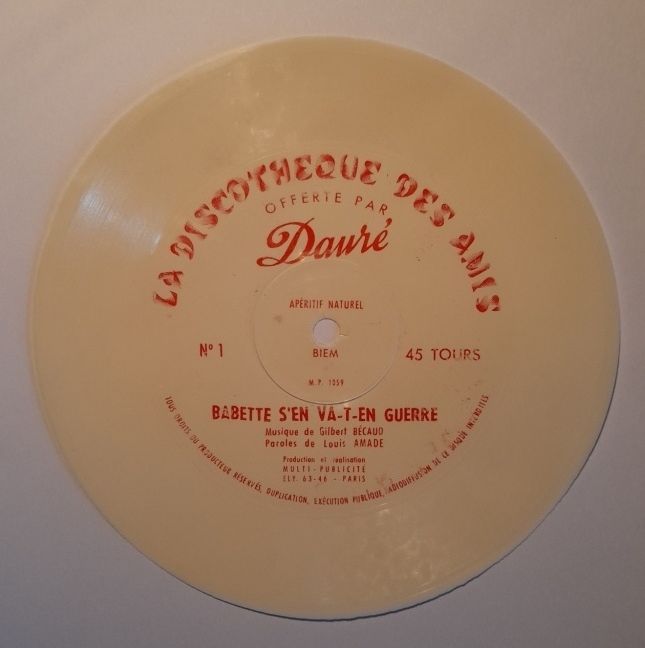 LA DISCOTHEQUE DES AMIS
OFFERTE PAR
Dauré
APÉRITIF NATUREL
Nº 1
BIEM
45 TOURS
M.P. 1059
BABETTE S'EN VA-T-EN GUERRE
Musique de Gilbert BÉCAUD
Paroles de Louis AMADE
Production et réalisation
MULTI-PUBLICITÉ
ELY. 63-46 - PARIS
TOUS DROITS DU PRODUCTEUR RÉSERVÉS, DUPLICATION, EXÉCUTION PUBLIQUE, RADIODIFFUSION DE CE DISQUE INTERDITES